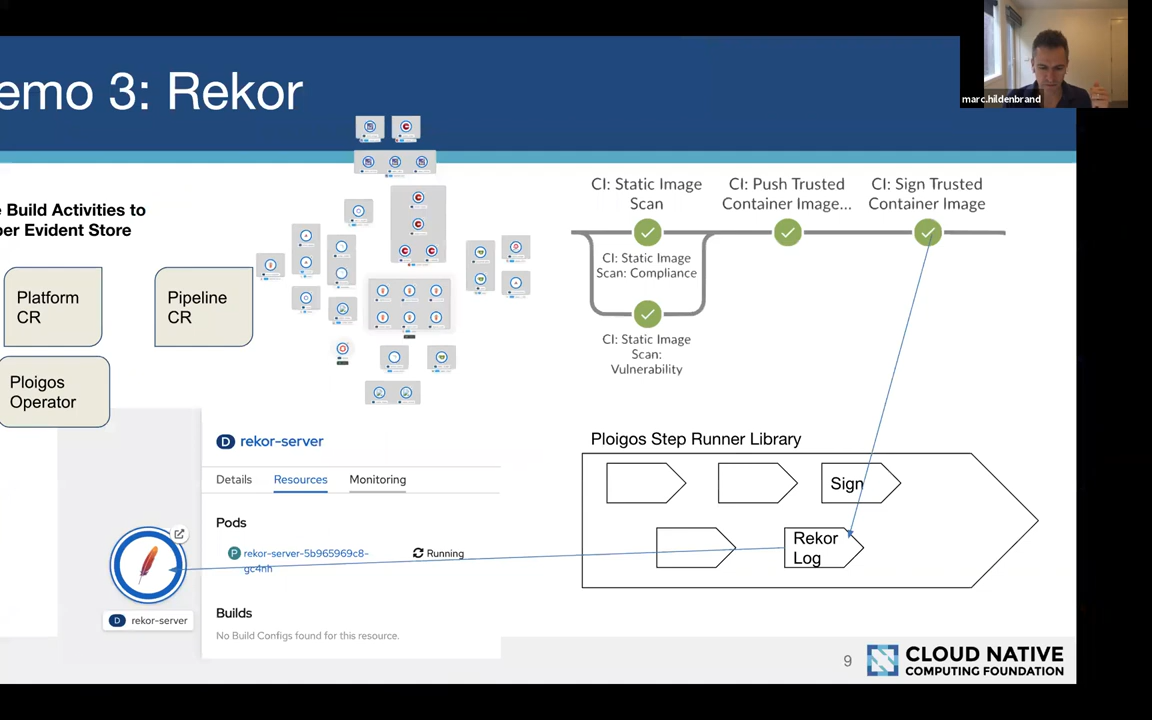 emo 3: Rekor
marc.hildenbrand
e Build Activities to
per Evident Store
Platform
CR
Pipeline
CR
Ploigos
Operator
CI: Static Image
Scan
CI: Push Trusted
Container Image...
CI: Sign Trusted
Container Image
CI: Static Image
Scan: Compliance
CI: Static Image
Scan:
Vulnerability
D rekor-server
Details
Resources
Monitoring
Pods
P rekor-server-5b965969c8-
gc4nh
Running
Builds
No Build Configs found for this resource.
D rekor-server
Ploigos Step Runner Library
Sign
Rekor
Log
9
CLOUD NATIVE
COMPUTING FOUNDATION